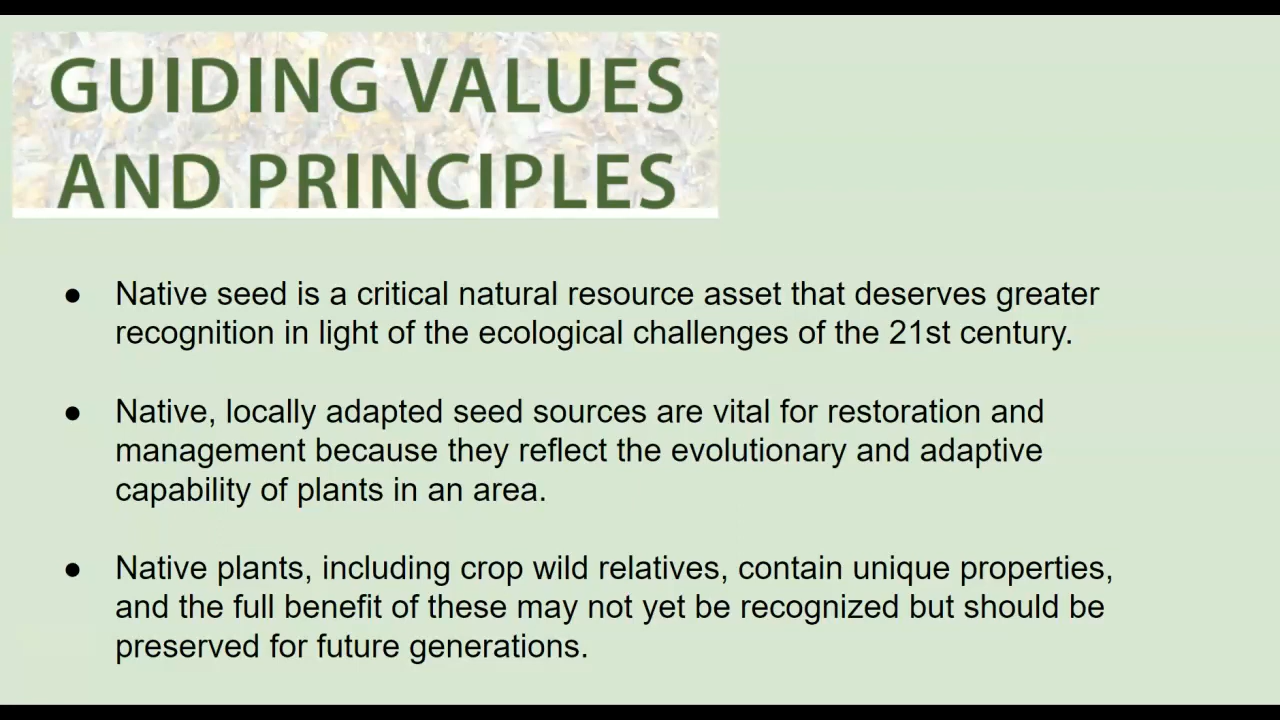 GUIDING VALUES
AND PRINCIPLES
● Native seed is a critical natural resource asset that deserves greater
recognition in light of the ecological challenges of the 21st century.
● Native, locally adapted seed sources are vital for restoration and
management because they reflect the evolutionary and adaptive
capability of plants in an area.
● Native plants, including crop wild relatives, contain unique properties,
and the full benefit of these may not yet be recognized but should be
preserved for future generations.